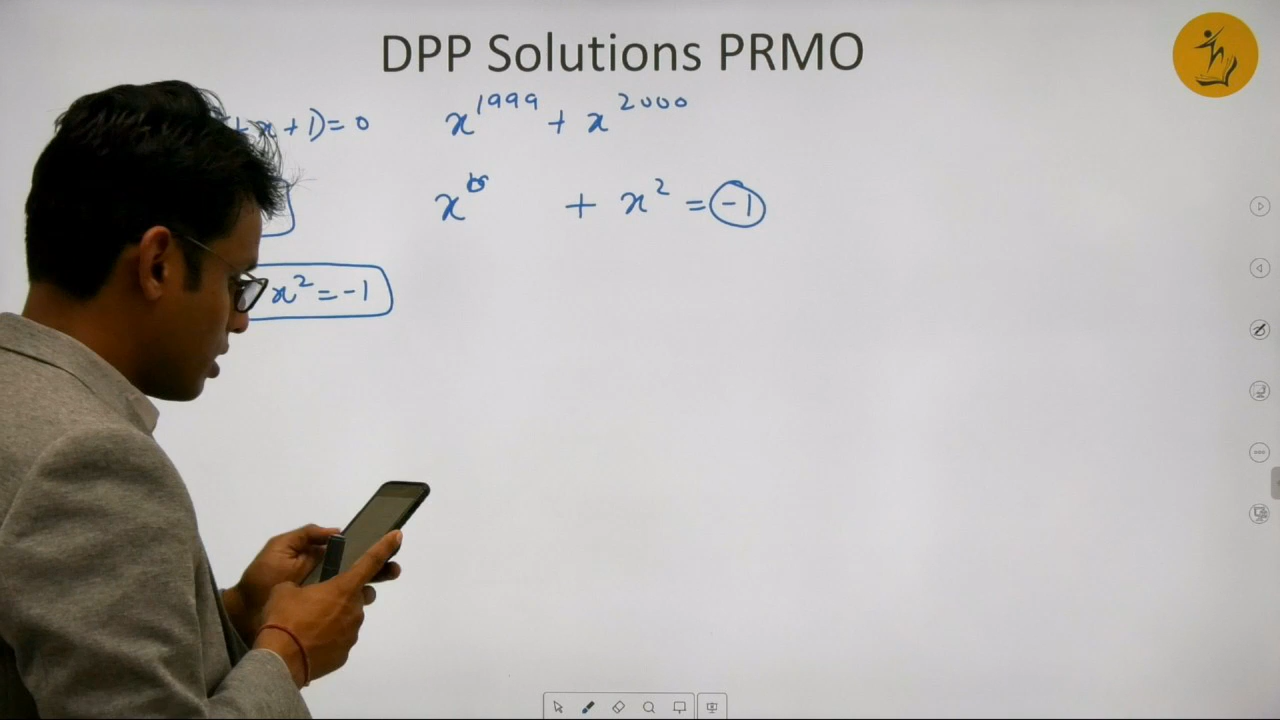 DPP Solutions PRMO
+ x + 1) = 0
x^1999 + x^2000
x + x^2 = -1
x^2 = -1